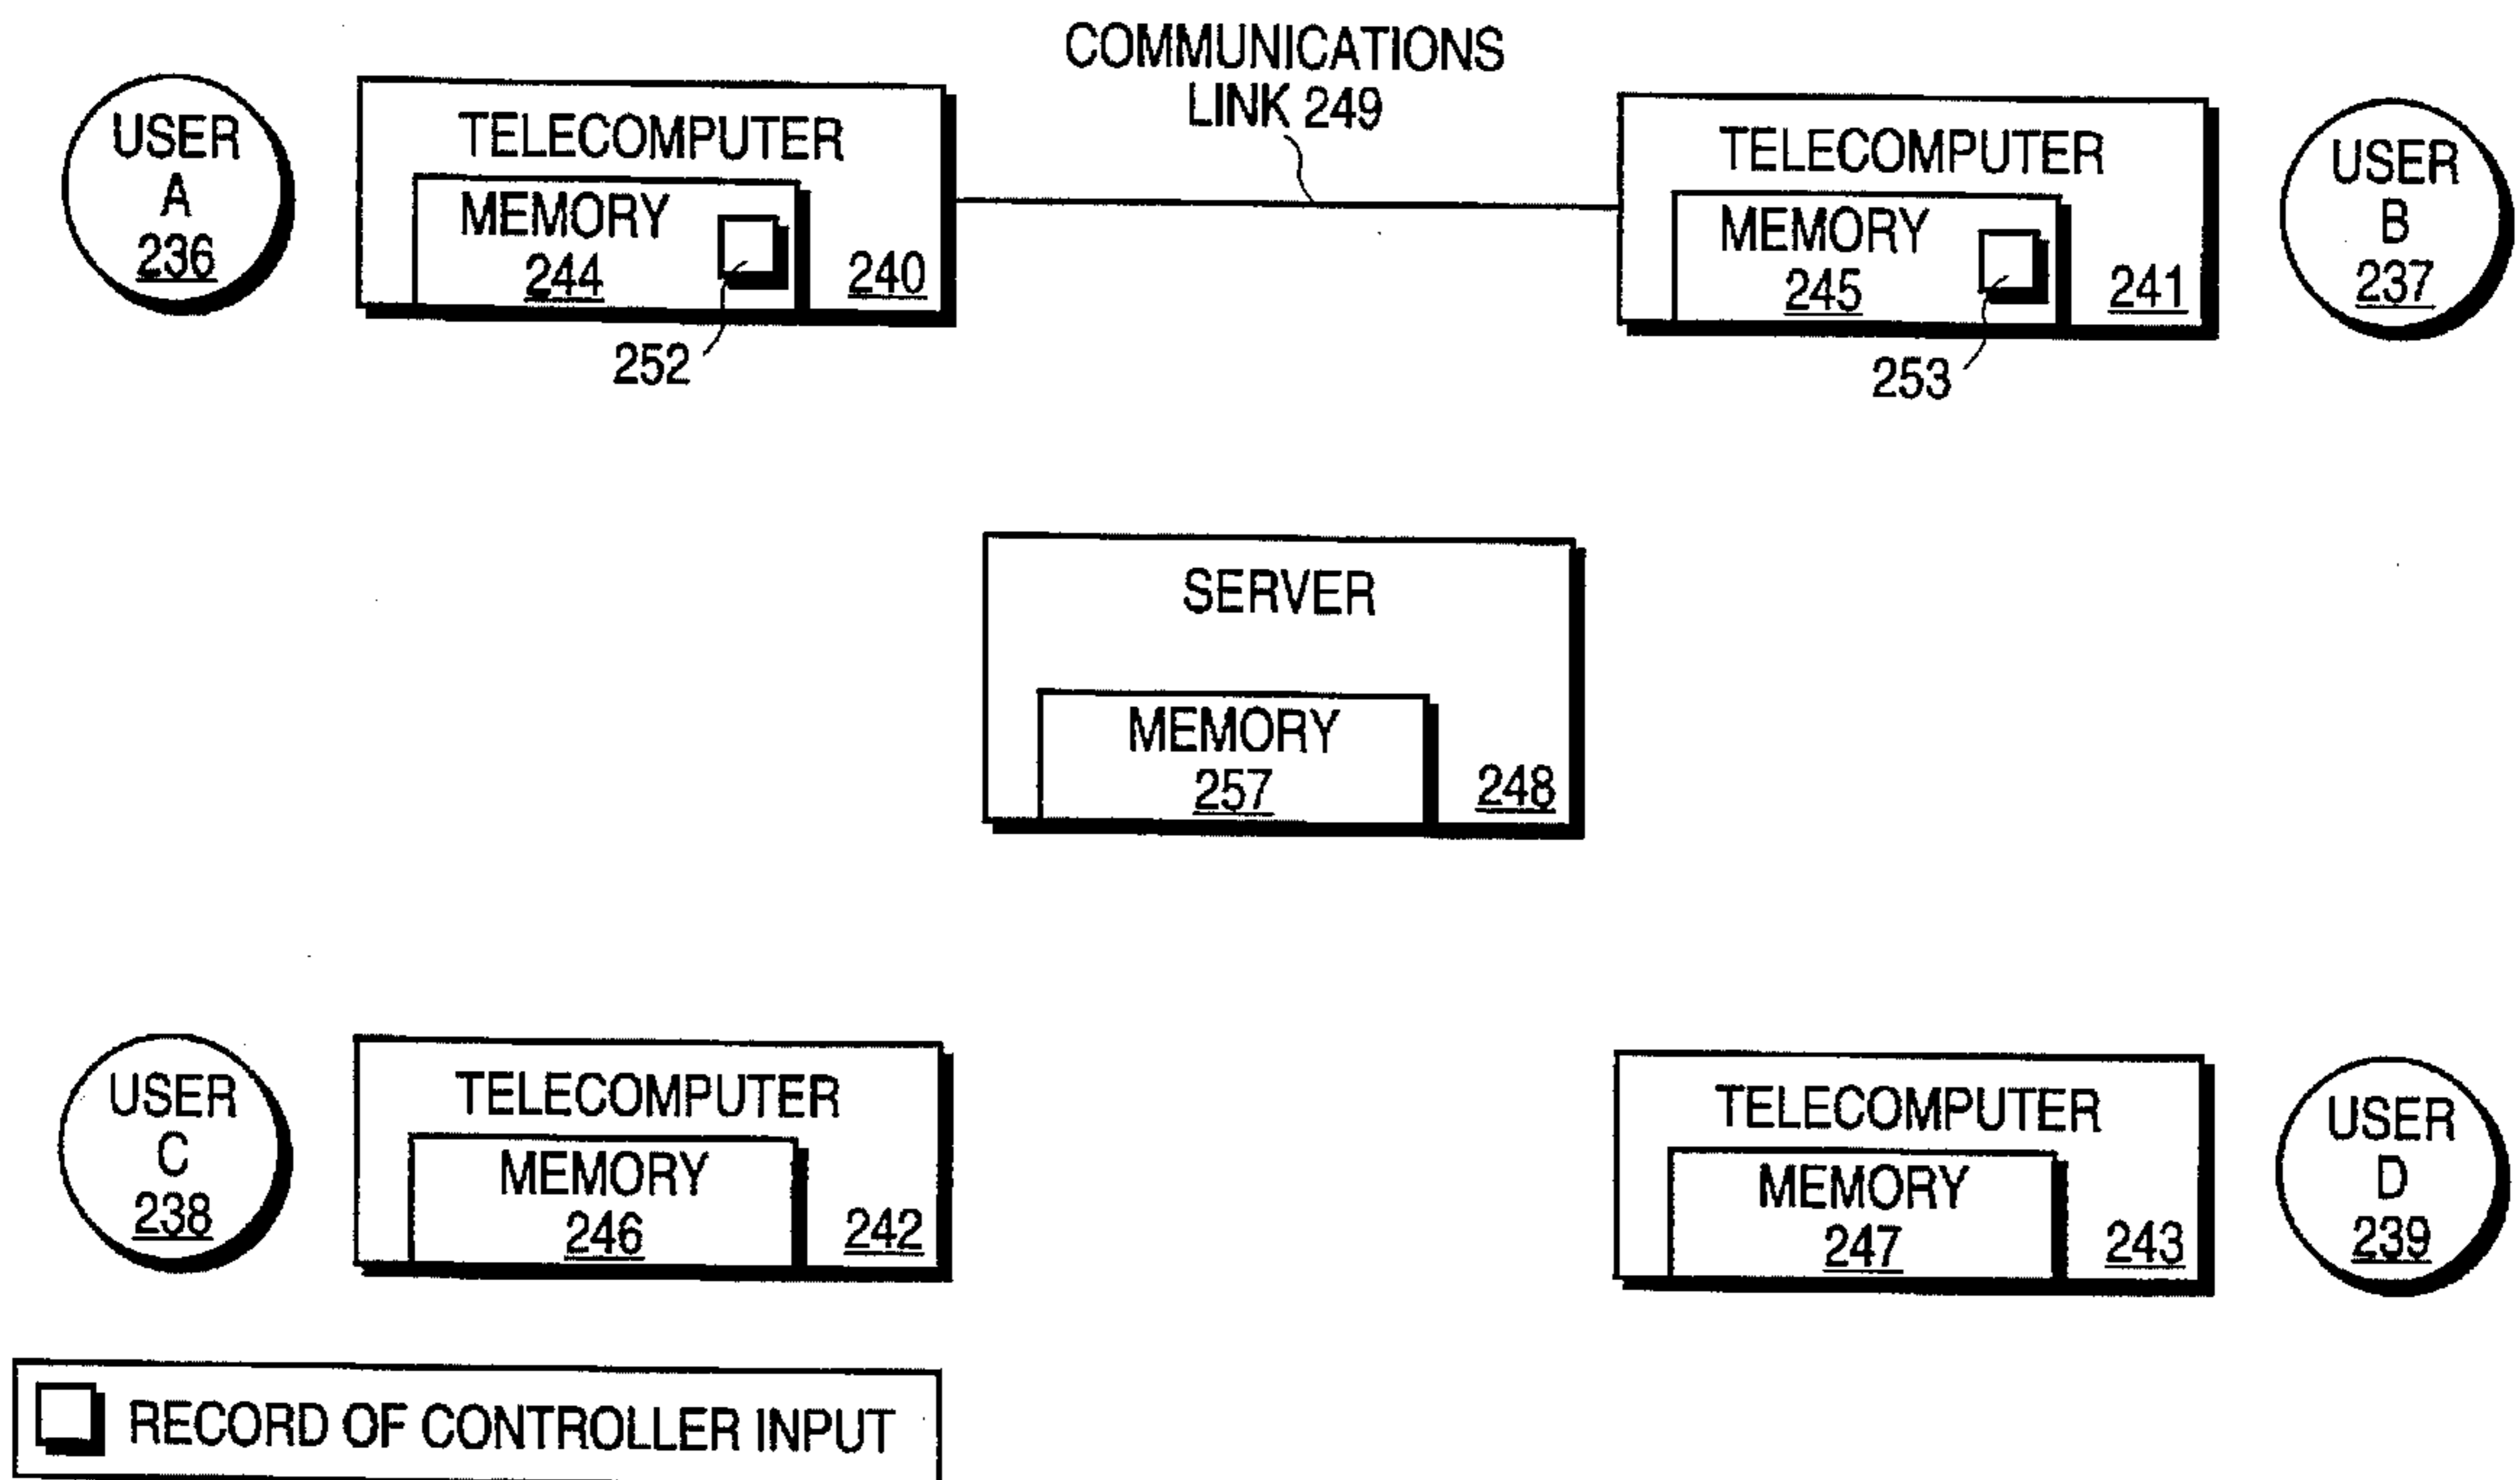 COMMUNICATIONS
LINK 249
USER
A
236
TELECOMPUTER
MEMORY
244
240
252
TELECOMPUTER
MEMORY
245
241
253
USER
B
237
SERVER
MEMORY
257
248
USER
C
238
TELECOMPUTER
MEMORY
246
242
TELECOMPUTER
MEMORY
247
243
USER
D
239
RECORD OF CONTROLLER INPUT